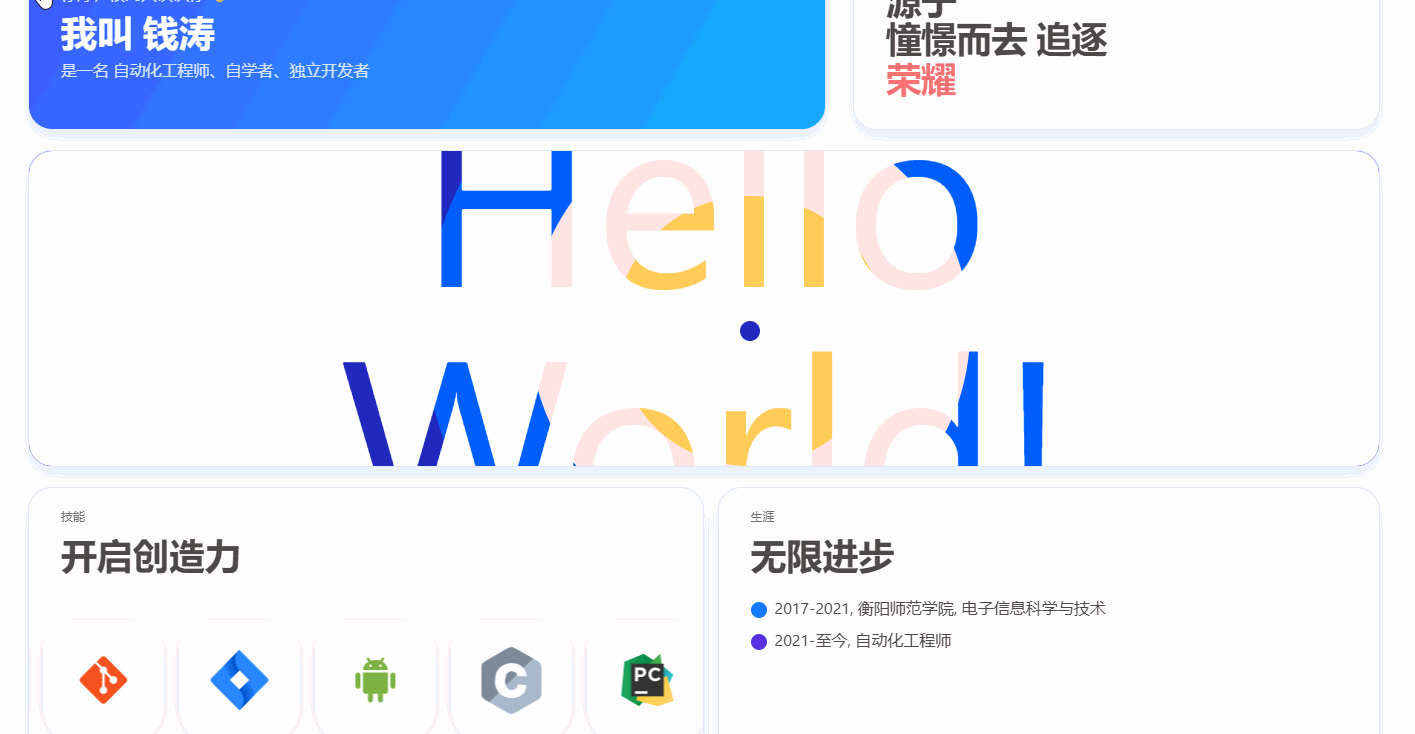 我叫 钱涛
是一名 自动化工程师、自学者、独立开发者
源于
憧憬而去 追逐
荣耀
Hello
World!
技能
开启创造力
C
PC
生涯
无限进步
2017-2021, 衡阳师范学院, 电子信息科学与技术
2021-至今, 自动化工程师